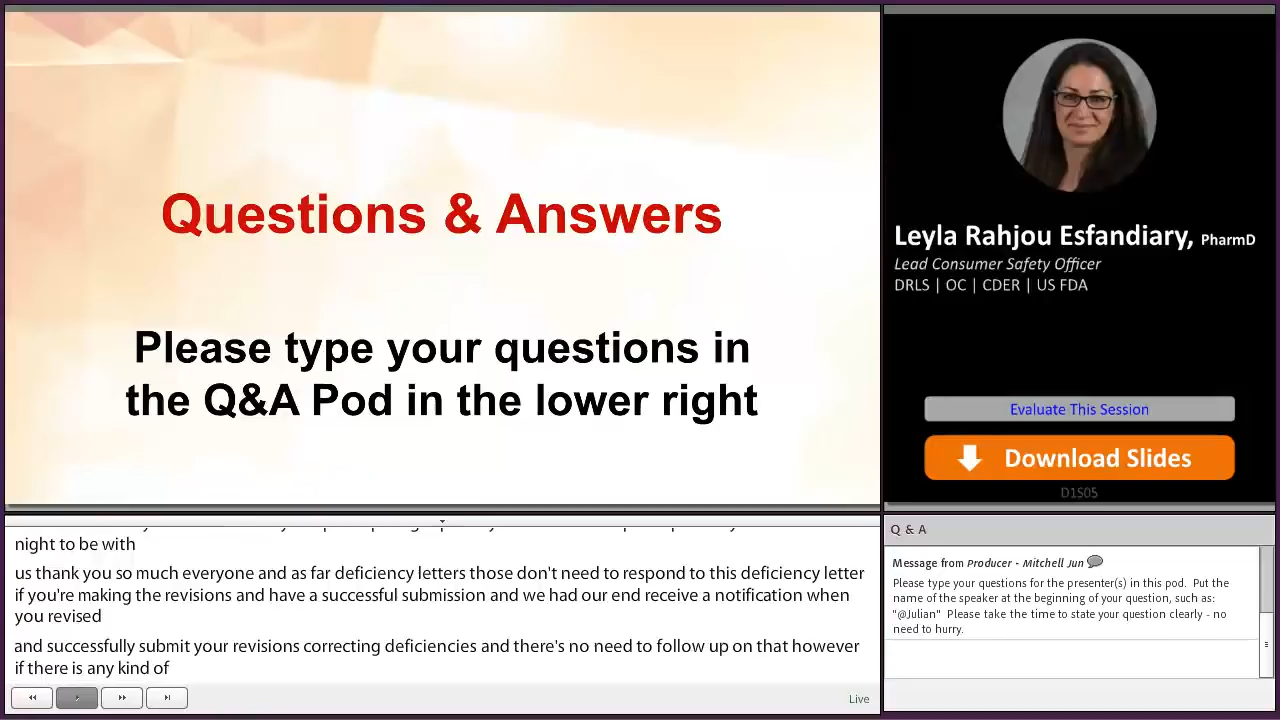 Questions & Answers
Please type your questions in
the Q&A Pod in the lower right
Leyla Rahjou Esfandiary, PharmD
Lead Consumer Safety Officer
DRLS | OC | CDER | US FDA
Evaluate This Session
Download Slides
D1S05
night to be with
us thank you so much everyone and as far deficiency letters those don't need to respond to this deficiency letter
if you're making the revisions and have a successful submission and we had our end receive a notification when
you revised
and successfully submit your revisions correcting deficiencies and there's no need to follow up on that however
if there is any kind of
Live
Q & A
Message from Producer - Mitchell Jun
Please type your questions for the presenter(s) in this pod. Put the
name of the speaker at the beginning of your question, such as:
"@Julian" Please take the time to state your question clearly - no
need to hurry.